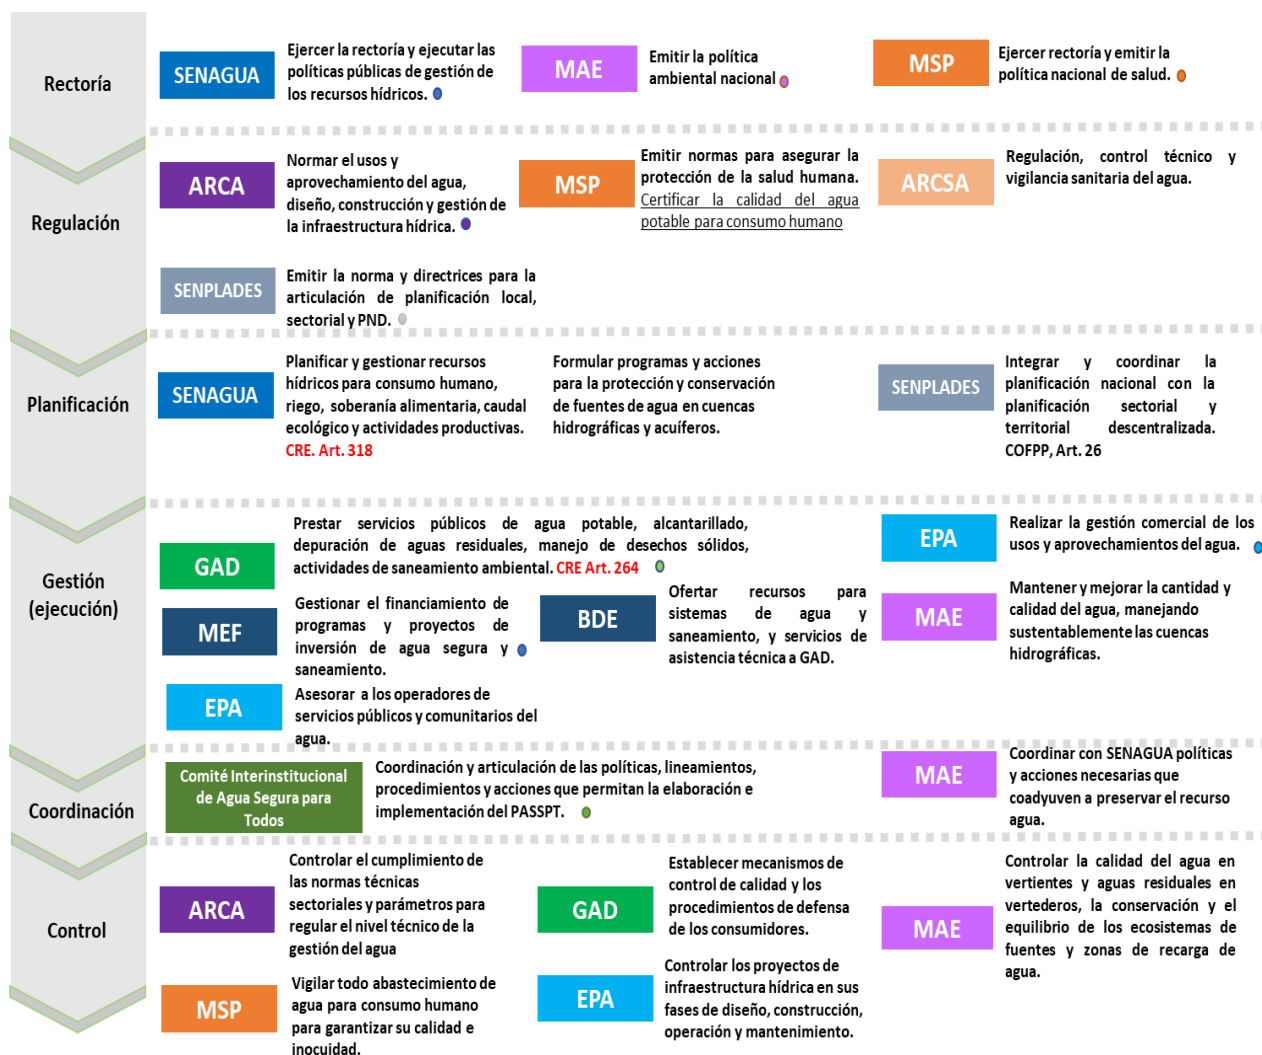 Rectoría
SENAGUA
Ejercer la rectoría y ejecutar las
políticas públicas de gestión de
los recursos hídricos.
MAE
Emitir la política
ambiental nacional
MSP
Ejercer rectoría y emitir la
política nacional de salud.
Regulación
ARCA
Normar el usos y
aprovechamiento del agua,
diseño, construcción y gestión de
la infraestructura hídrica.
MSP
Emitir normas para asegurar la
protección de la salud humana.
Certificar la calidad del agua
potable para consumo humano
ARCSA
Regulación, control técnico y
vigilancia sanitaria del agua.
SENPLADES
Emitir la norma y directrices para la
articulación de planificación local,
sectorial y PND.
Planificación
SENAGUA
Planificar y gestionar recursos
hídricos para consumo humano,
riego, soberanía alimentaria, caudal
ecológico y actividades productivas.
CRE. Art. 318
Formular programas y acciones
para la protección y conservación
de fuentes de agua en cuencas
hidrográficas y acuíferos.
SENPLADES
Integrar y coordinar la
planificación nacional con la
planificación sectorial y
territorial descentralizada.
COFPP, Art. 26
Gestión
(ejecución)
GAD
Prestar servicios públicos de agua potable, alcantarillado,
depuración de aguas residuales, manejo de desechos sólidos,
actividades de saneamiento ambiental. CRE Art. 264
EPA
Realizar la gestión comercial de los
usos y aprovechamientos del agua.
MEF
Gestionar el financiamiento de
programas y proyectos de
inversión de agua segura y
saneamiento.
BDE
Ofertar recursos para
sistemas de agua y
saneamiento, y servicios de
asistencia técnica a GAD.
MAE
Mantener y mejorar la cantidad y
calidad del agua, manejando
sustentablemente las cuencas
hidrográficas.
EPA
Asesorar a los operadores de
servicios públicos y comunitarios del
agua.
Coordinación
Comité Interinstitucional
de Agua Segura para
Todos
Coordinación y articulación de las políticas, lineamientos,
procedimientos y acciones que permitan la elaboración e
implementación del PASSPT.
MAE
Coordinar con SENAGUA políticas
y acciones necesarias que
coadyuven a preservar el recurso
agua.
Control
ARCA
Controlar el cumplimiento de
las normas técnicas
sectoriales y parámetros para
regular el nivel técnico de la
gestión del agua
GAD
Establecer mecanismos de
control de calidad y los
procedimientos de defensa
de los consumidores.
MAE
Controlar la calidad del agua en
vertientes y aguas residuales en
vertederos, la conservación y el
equilibrio de los ecosistemas de
fuentes y zonas de recarga de
agua.
MSP
Vigilar todo abastecimiento de
agua para consumo humano
para garantizar su calidad e
inocuidad.
EPA
Controlar los proyectos de
infraestructura hídrica en sus
fases de diseño, construcción,
operación y mantenimiento.